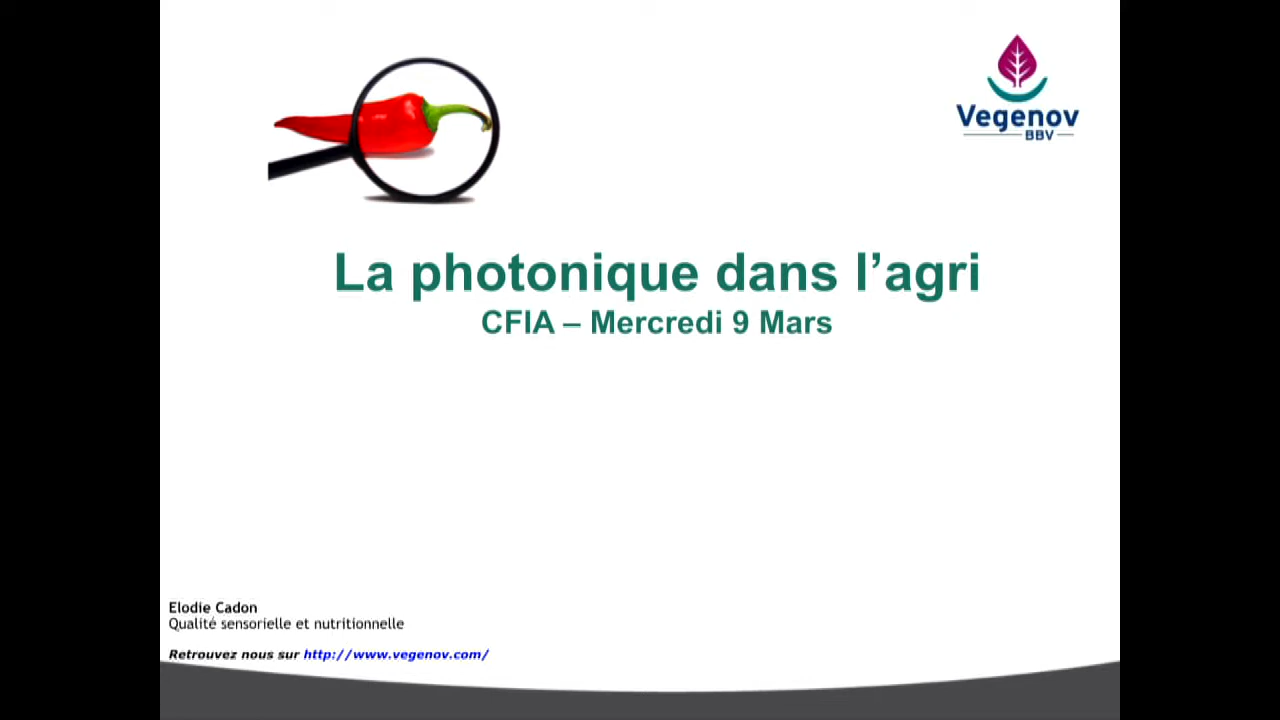 Vegenov
BBV
La photonique dans l’agri
CFIA – Mercredi 9 Mars
Elodie Cadon
Qualité sensorielle et nutritionnelle
Retrouvez nous sur http://www.vegenov.com/